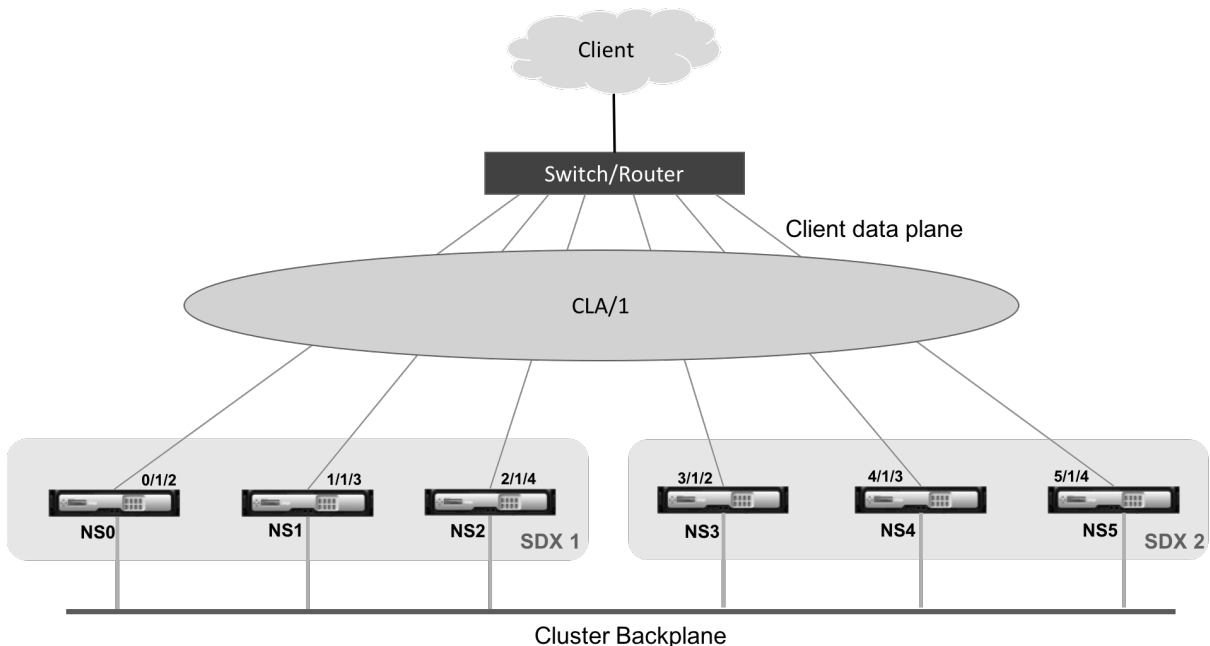 Client
Switch/Router
Client data plane
CLA/1
0/1/2
1/1/3
2/1/4
3/1/2
4/1/3
5/1/4
NS0
NS1
NS2
SDX 1
NS3
NS4
NS5
SDX 2
Cluster Backplane